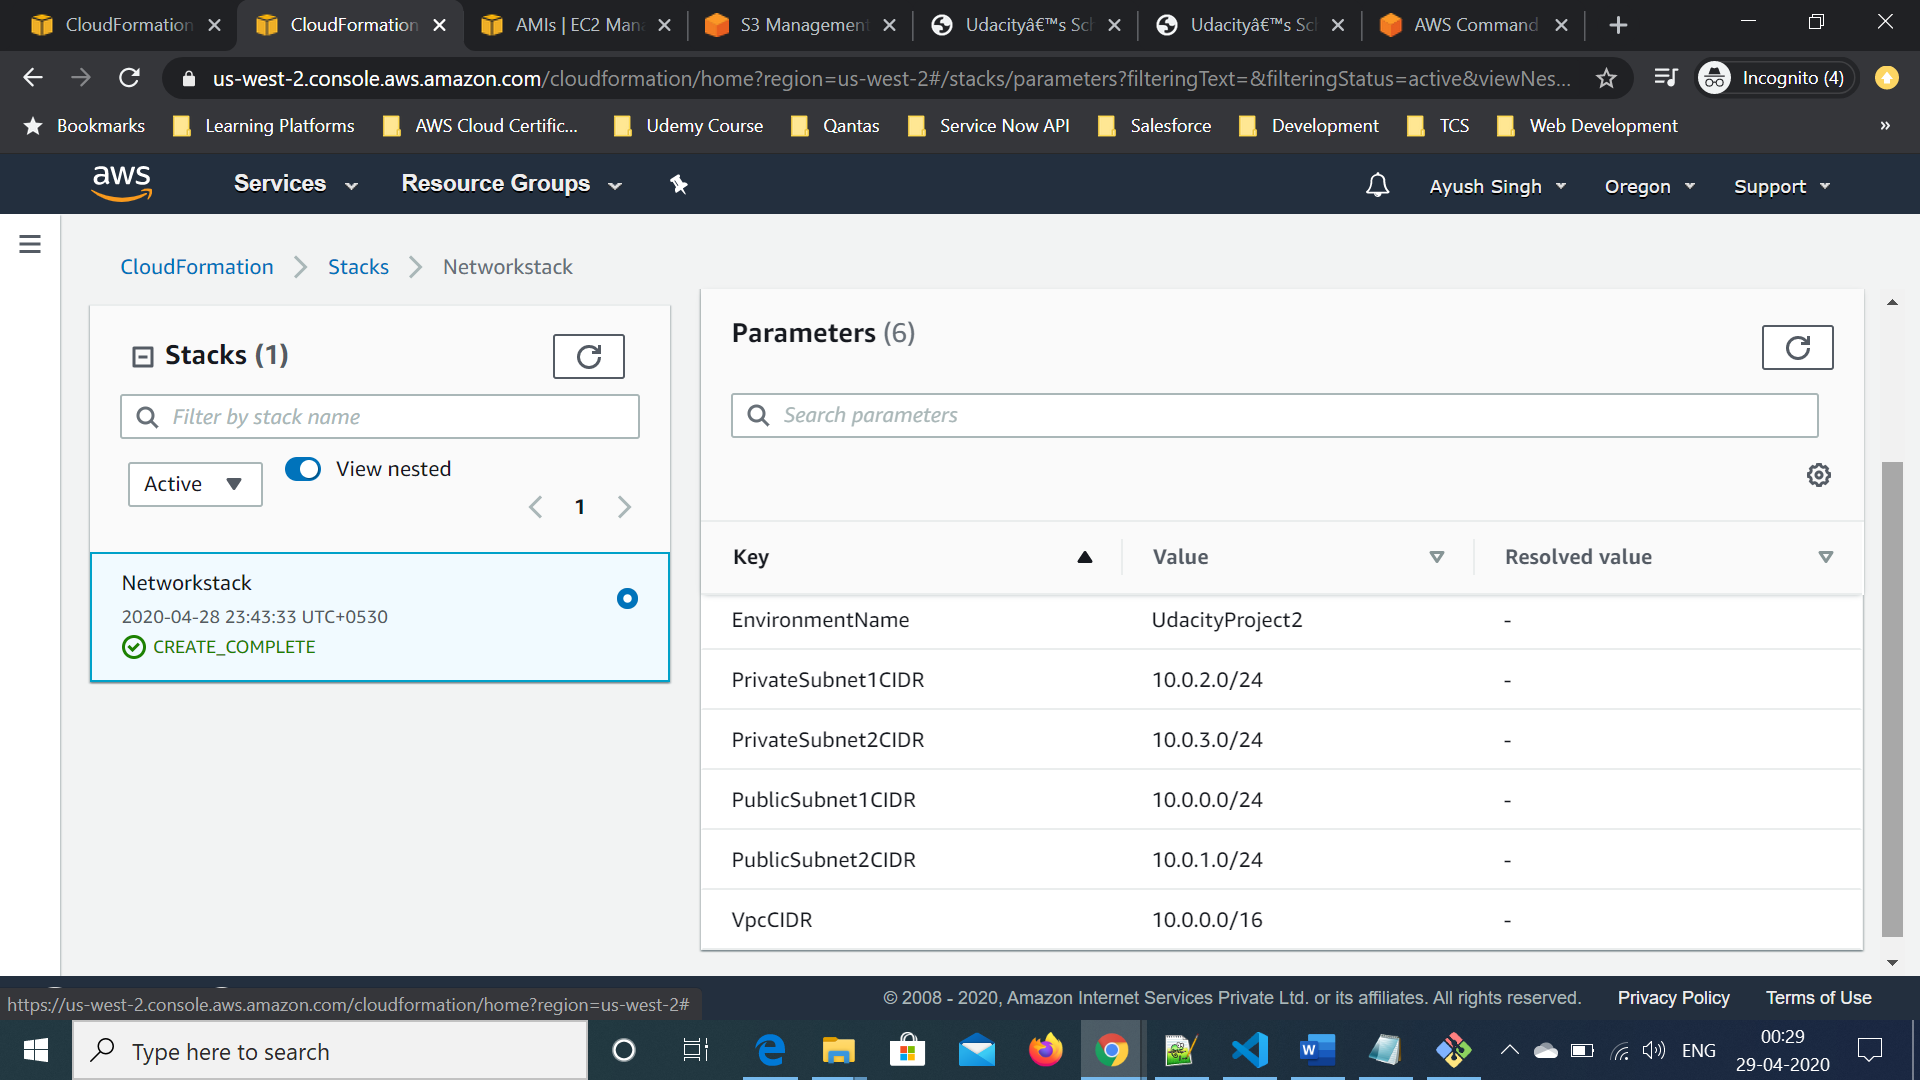 CloudFormation
CloudFormation
AMIs | EC2 Man
S3 Management
Udacityâ€™s Sch
Udacityâ€™s Sch
AWS Command
us-west-2.console.aws.amazon.com/cloudformation/home?region=us-west-2#/stacks/parameters?filteringText=&filteringStatus=active&viewNes...
Incognito (4)
Bookmarks
Learning Platforms
AWS Cloud Certific...
Udemy Course
Qantas
Service Now API
Salesforce
Development
TCS
Web Development
»
aws
Services
Resource Groups
Ayush Singh
Oregon
Support
CloudFormation
Stacks
Networkstack
Stacks (1)
Filter by stack name
Active
View nested
1
Networkstack
2020-04-28 23:43:33 UTC+0530
CREATE_COMPLETE
Parameters (6)
Search parameters
Key Value Resolved value
EnvironmentName UdacityProject2 -
PrivateSubnet1CIDR 10.0.2.0/24 -
PrivateSubnet2CIDR 10.0.3.0/24 -
PublicSubnet1CIDR 10.0.0.0/24 -
PublicSubnet2CIDR 10.0.1.0/24 -
VpcCIDR 10.0.0.0/16 -
https://us-west-2.console.aws.amazon.com/cloudformation/home?region=us-west-2#
© 2008 - 2020, Amazon Internet Services Private Ltd. or its affiliates. All rights reserved.
Privacy Policy
Terms of Use
Type here to search
W
ENG
00:29
29-04-2020